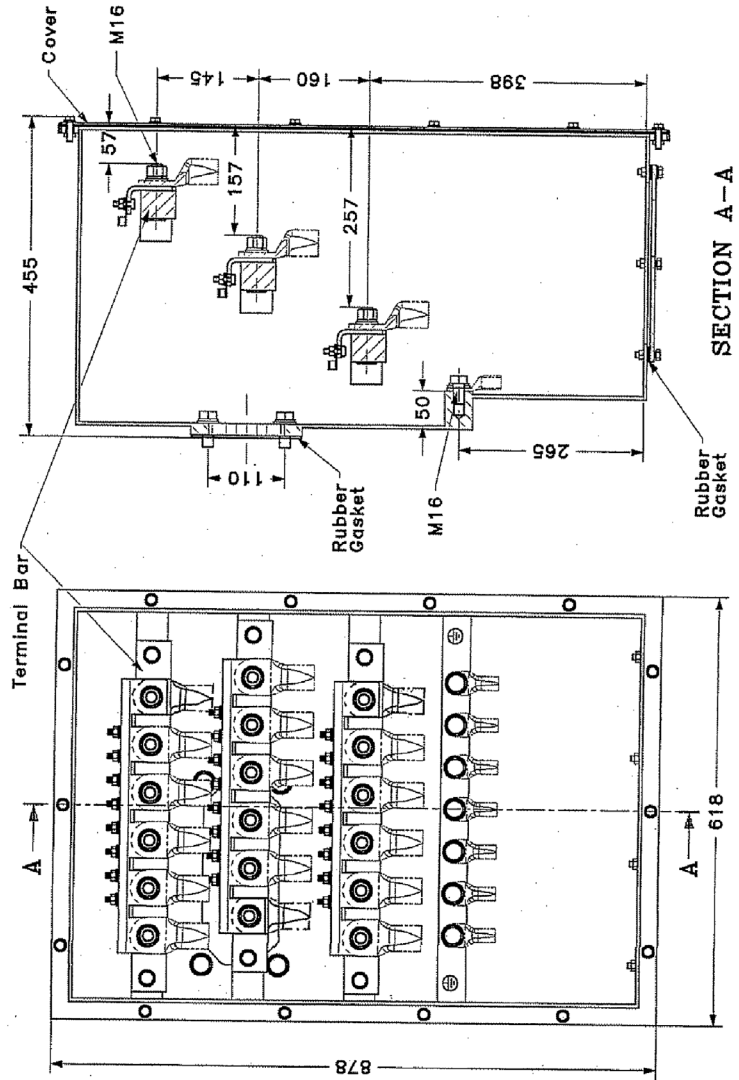 Terminal Bar
455
57
Cover
M16
145
160
398
157
257
110
50
265
Rubber
Gasket
M16
Rubber
Gasket
SECTION A-A
A
A
618
878